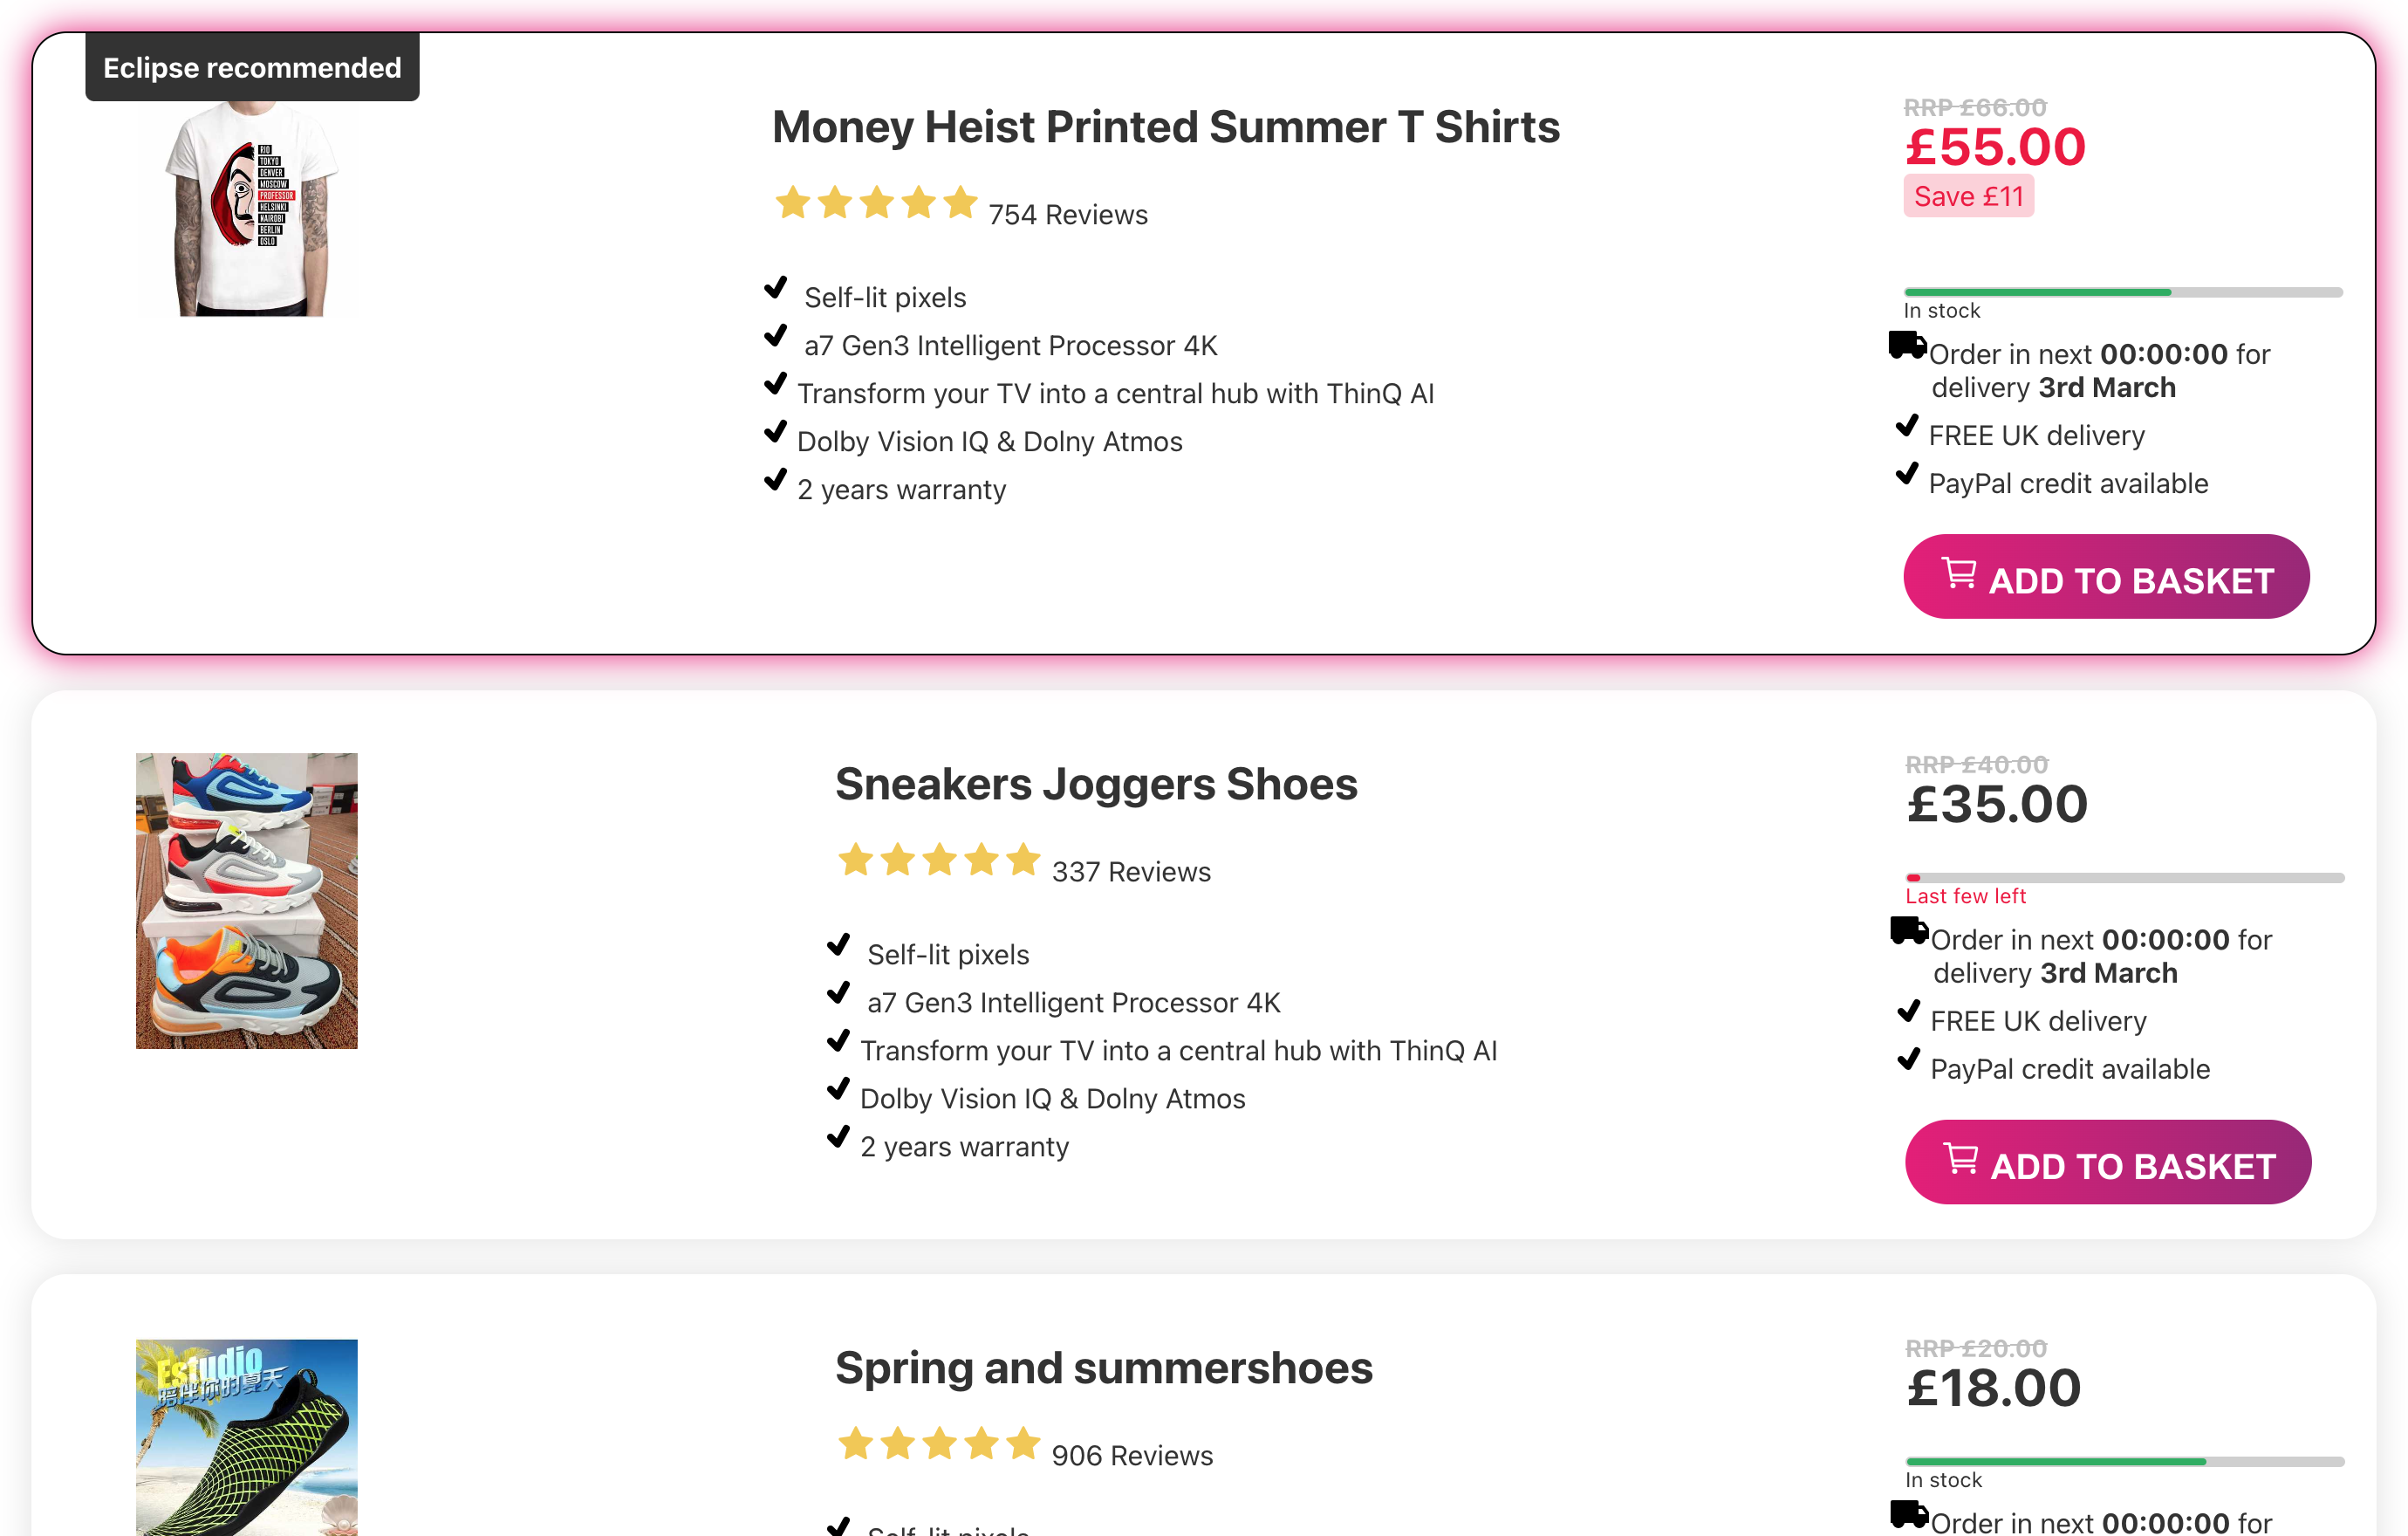 Eclipse recommended
RIO
TOKYO
DENVER
MOSCOW
PROFESSOR
HELSINKI
NAIROBI
BERLIN
OSLO
Money Heist Printed Summer T Shirts
754 Reviews
Self-lit pixels
a7 Gen3 Intelligent Processor 4K
Transform your TV into a central hub with ThinQ AI
Dolby Vision IQ & Dolny Atmos
2 years warranty
RRP £66.00
£55.00
Save £11
In stock
Order in next 00:00:00 for
delivery 3rd March
FREE UK delivery
PayPal credit available
ADD TO BASKET
Sneakers Joggers Shoes
337 Reviews
Self-lit pixels
a7 Gen3 Intelligent Processor 4K
Transform your TV into a central hub with ThinQ AI
Dolby Vision IQ & Dolny Atmos
2 years warranty
RRP £40.00
£35.00
Last few left
Order in next 00:00:00 for
delivery 3rd March
FREE UK delivery
PayPal credit available
ADD TO BASKET
Estudio
陪伴你的夏天
Spring and summershoes
906 Reviews
Self-lit pixels
RRP £20.00
£18.00
In stock
Order in next 00:00:00 for